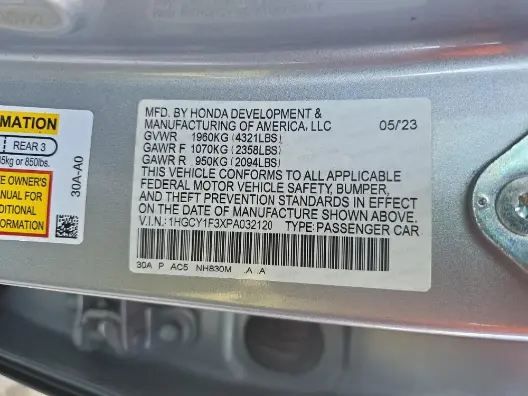 MATION
REAR 3
5kg or 850lbs.
E OWNER'S
NUAL FOR
DITIONAL
ORMATION
30A-A0
MFD. BY HONDA DEVELOPMENT &
MANUFACTURING OF AMERICA, LLC 05/23
GVWR 1960KG (4321LBS)
GAWR F 1070KG (2358LBS)
GAWR R 950KG (2094LBS)
THIS VEHICLE CONFORMS TO ALL APPLICABLE
FEDERAL MOTOR VEHICLE SAFETY, BUMPER,
AND THEFT PREVENTION STANDARDS IN EFFECT
ON THE DATE OF MANUFACTURE SHOWN ABOVE.
V.I.N.: 1HGCY1F3XPA032120 TYPE: PASSENGER CAR
30A P AC5 NH830M A A